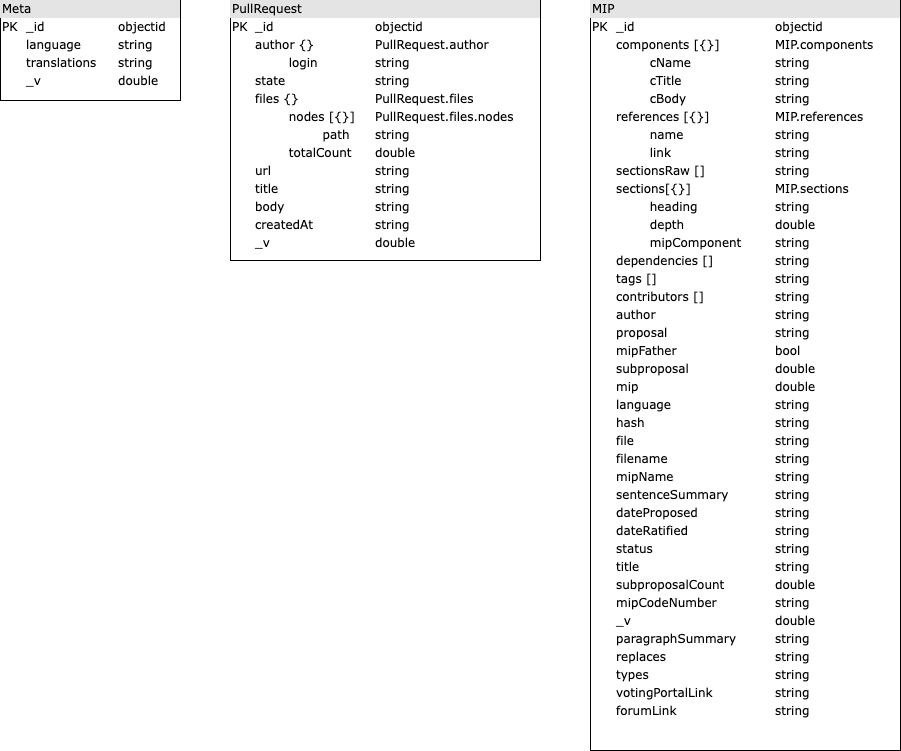 Meta
PK _id objectid
language string
translations string
_v double
PullRequest
PK _id objectid
author {} PullRequest.author
login string
state string
files {} PullRequest.files
nodes [{}] PullRequest.files.nodes
path string
totalCount double
url string
title string
body string
createdAt string
_v double
MIP
PK _id objectid
components [{}] MIP.components
cName string
cTitle string
cBody string
references [{}] MIP.references
name string
link string
sectionsRaw [] string
sections[{}] MIP.sections
heading string
depth double
mipComponent string
dependencies [] string
tags [] string
contributors [] string
author string
proposal string
mipFather bool
subproposal double
mip double
language string
hash string
file string
filename string
mipName string
sentenceSummary string
dateProposed string
dateRatified string
status string
title string
subproposalCount double
mipCodeNumber string
_v double
paragraphSummary string
replaces string
types string
votingPortalLink string
forumLink string